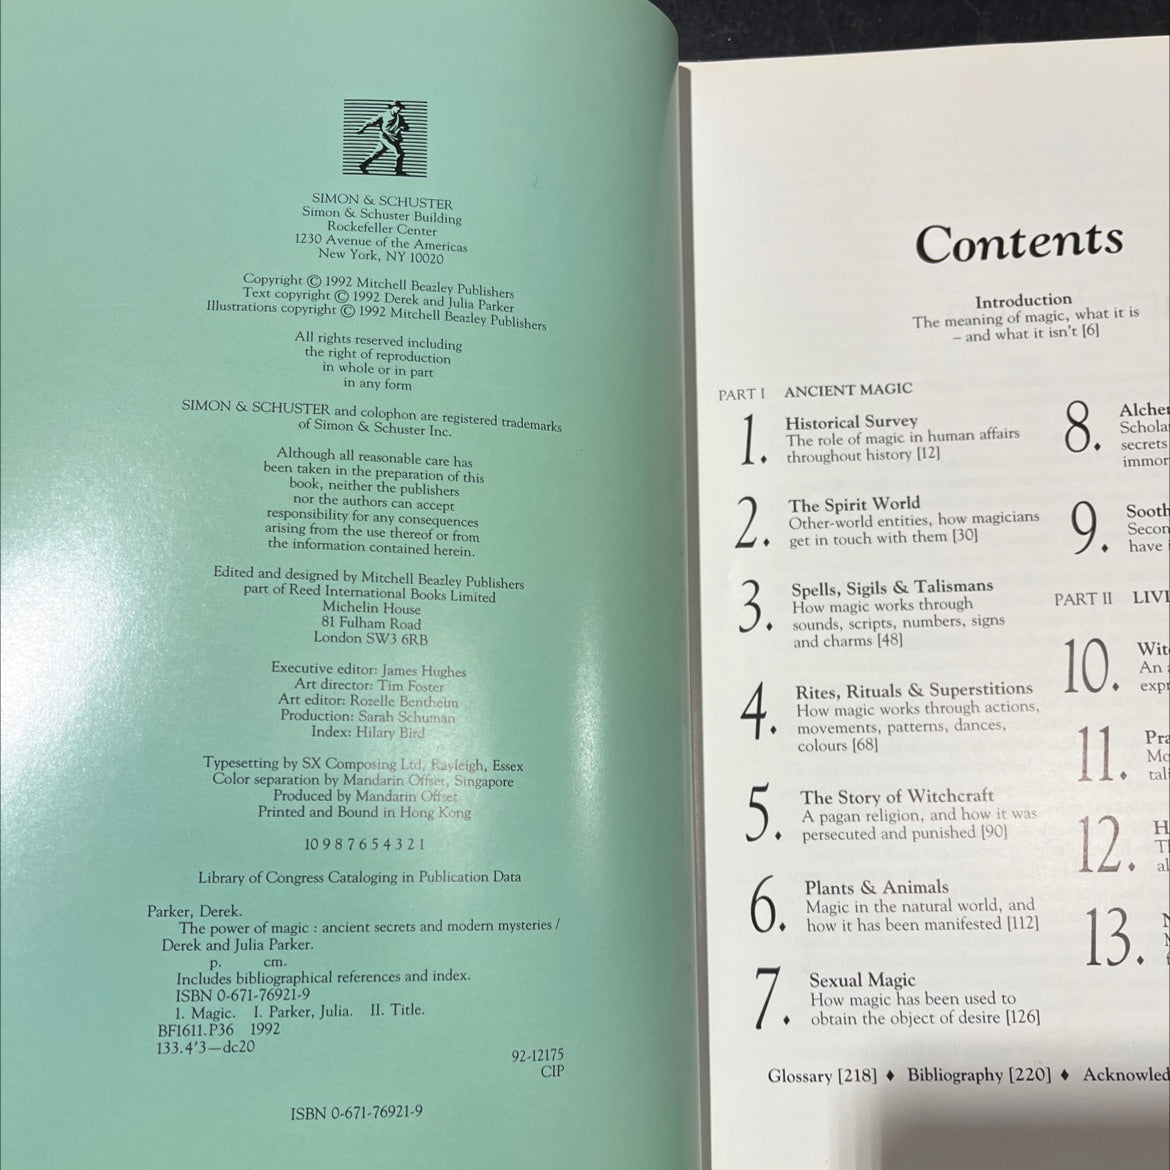 SIMON & SCHUSTER
Simon & Schuster Building
Rockefeller Center
1230 Avenue of the Americas
New York, NY 10020
Copyright © 1992 Mitchell Beazley Publishers
Text copyright © 1992 Derek and Julia Parker
Illustrations copyright © 1992 Mitchell Beazley Publishers
All rights reserved including
the right of reproduction
in whole or in part
in any form
SIMON & SCHUSTER and colophon are registered trademarks
of Simon & Schuster Inc.
Although all reasonable care has
been taken in the preparation of this
book, neither the publishers
nor the authors can accept
responsibility for any consequences
arising from the use thereof or from
the information contained herein.
Edited and designed by Mitchell Beazley Publishers
part of Reed International Books Limited
Michelin House
81 Fulham Road
London SW3 6RB
Executive editor: James Hughes
Art director: Tim Foster
Art editor: Rozelle Bentheim
Production: Sarah Schuman
Index: Hilary Bird
Typesetting by SX Composing Ltd, Rayleigh, Essex
Color separation by Mandarin Offset, Singapore
Produced by Mandarin Offset
Printed and Bound in Hong Kong
10 9 8 7 6 5 4 3 2 1
Library of Congress Cataloging in Publication Data
Parker, Derek.
The power of magic : ancient secrets and modern mysteries /
Derek and Julia Parker.
p. cm.
Includes bibliographical references and index.
ISBN 0-671-76921-9
1. Magic. I. Parker, Julia. II. Title.
BF1611.P36 1992
133.4'3—dc20
92-12175
CIP
ISBN 0-671-76921-9
Contents
Introduction
The meaning of magic, what it is
– and what it isn't [6]
PART I ANCIENT MAGIC
1. Historical Survey
The role of magic in human affairs
throughout history [12]
2. The Spirit World
Other-world entities, how magicians
get in touch with them [30]
3. Spells, Sigils & Talismans
How magic works through
sounds, scripts, numbers, signs
and charms [48]
4. Rites, Rituals & Superstitions
How magic works through actions,
movements, patterns, dances,
colours [68]
5. The Story of Witchcraft
A pagan religion, and how it was
persecuted and punished [90]
6. Plants & Animals
Magic in the natural world, and
how it has been manifested [112]
7. Sexual Magic
How magic has been used to
obtain the object of desire [126]
8. Alcher
Schola
secrets
immor
9. Sooth
Secon
have i
PART II LIVI
10. Wit
An
expr
11. Pra
Mo
tal
12. H
T
al
13.
Glossary [218] ♦ Bibliography [220] ♦ Acknowled